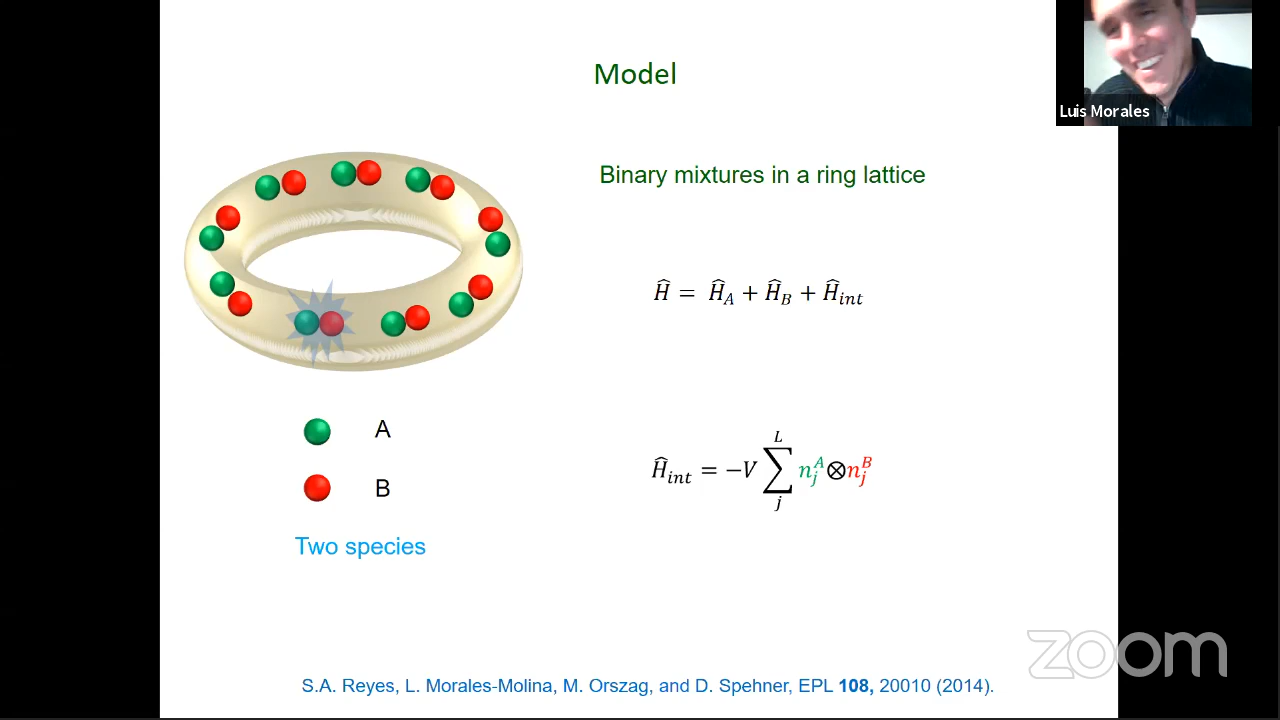 Model
Luis Morales
Binary mixtures in a ring lattice
Ĥ = Ĥ_A + Ĥ_B + Ĥ_int
A
Ĥ_int = −V ∑_j^L n_j^A ⊗ n_j^B
B
Two species
zoom
S.A. Reyes, L. Morales-Molina, M. Orszag, and D. Spehner, EPL 108, 20010 (2014).